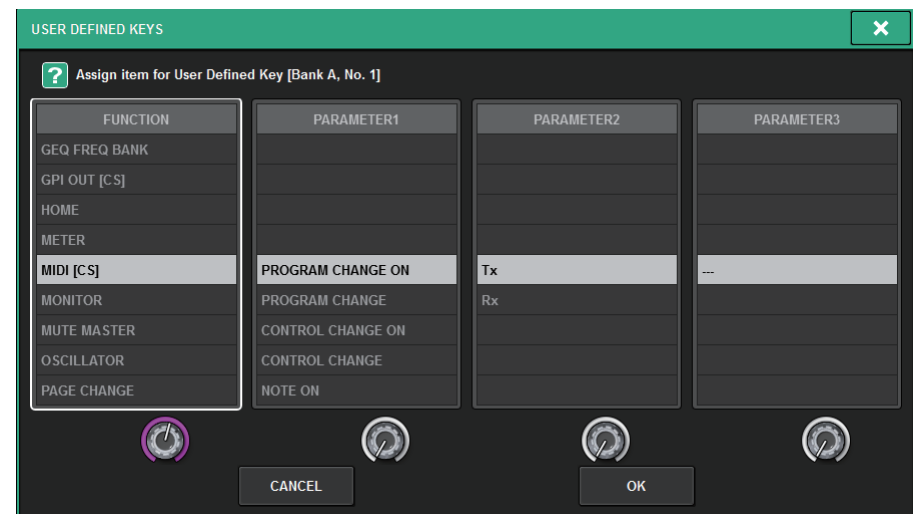 USER DEFINED KEYS
? Assign item for User Defined Key [Bank A, No. 1]
FUNCTION PARAMETER1 PARAMETER2 PARAMETER3
GEQ FREQ BANK
GPI OUT [CS]
HOME
METER
MIDI [CS] PROGRAM CHANGE ON Tx ---
MONITOR PROGRAM CHANGE Rx
MUTE MASTER CONTROL CHANGE ON
OSCILLATOR CONTROL CHANGE
PAGE CHANGE NOTE ON
CANCEL OK